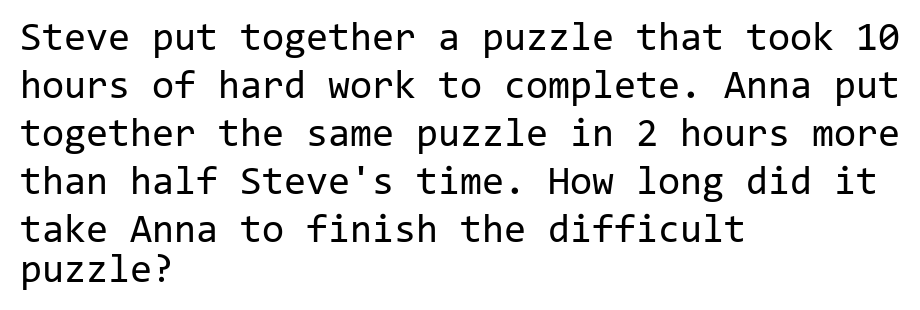 Steve put together a puzzle that took 10
hours of hard work to complete. Anna put
together the same puzzle in 2 hours more
than half Steve's time. How long did it
take Anna to finish the difficult
puzzle?